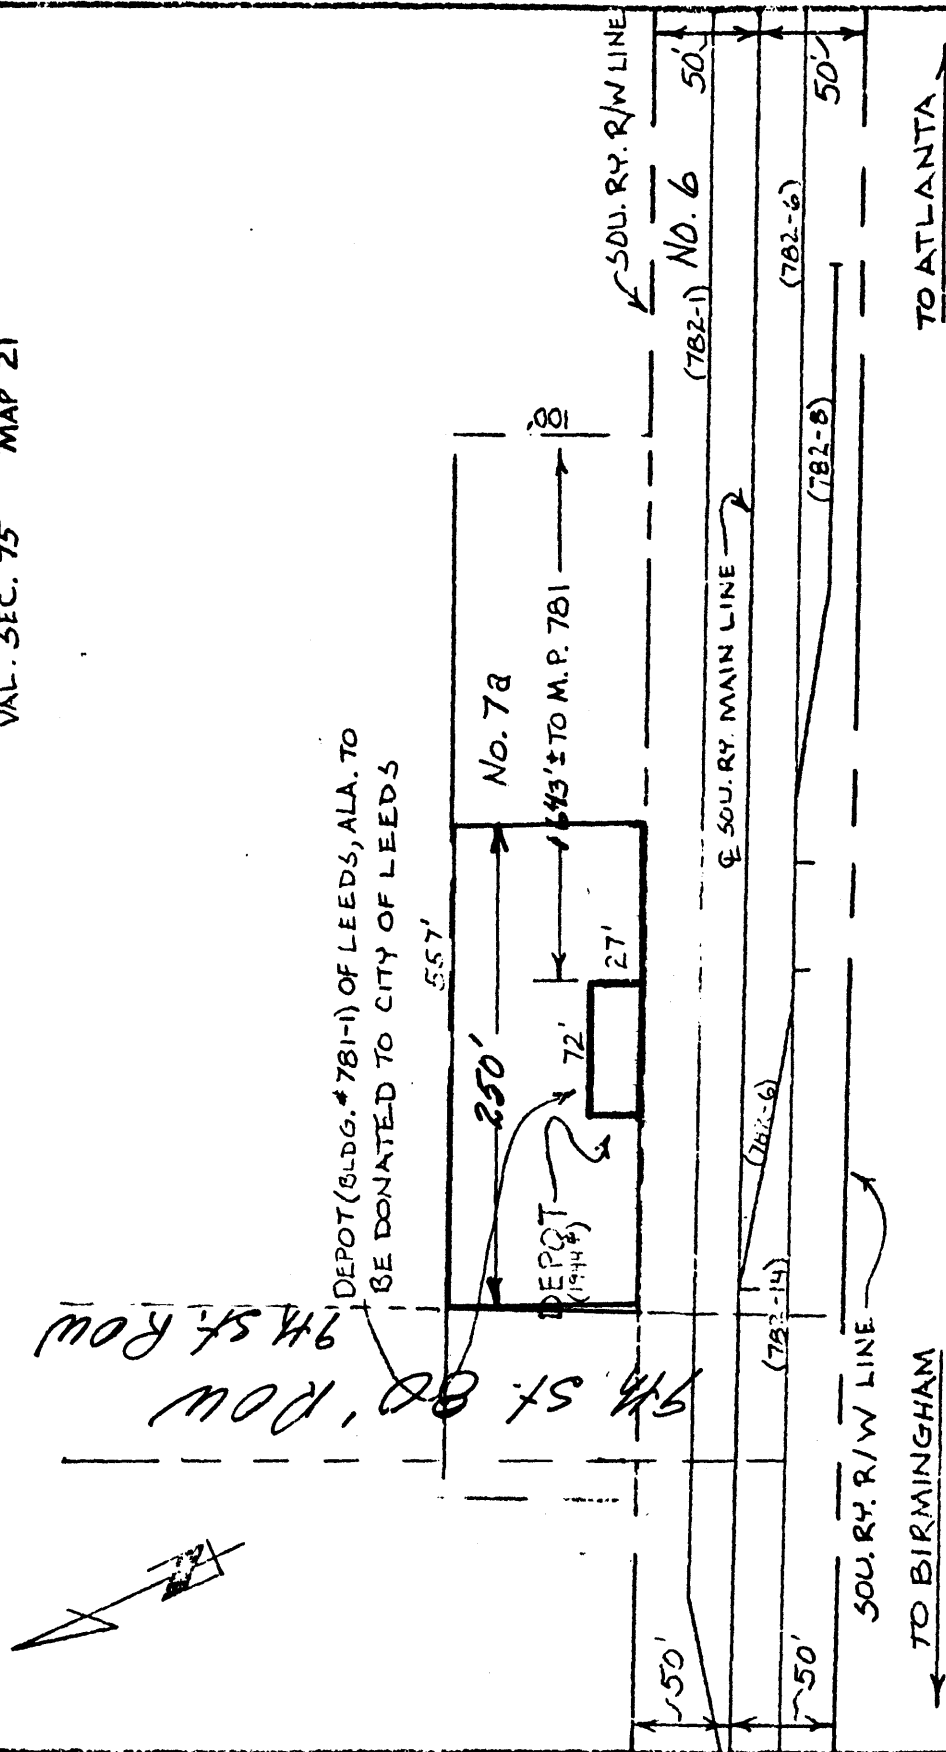 VAL. SEC. 75 MAP 21
DEPOT (BLDG. # 781-1) OF LEEDS, ALA. TO
BE DONATED TO CITY OF LEEDS
9th St. ROW
9th St. 80' ROW
557'
250'
No. 7a
1643'± TO M.P. 781
100'
72'
27'
DEPOT
SOU. RY. R/W LINE
NO. 6
(782-1)
50'
50'
℄ SOU. RY. MAIN LINE
(782-6)
(782-8)
(782-6)
(782-14)
50'
50'
SOU. RY. R/W LINE
TO BIRMINGHAM
TO ATLANTA